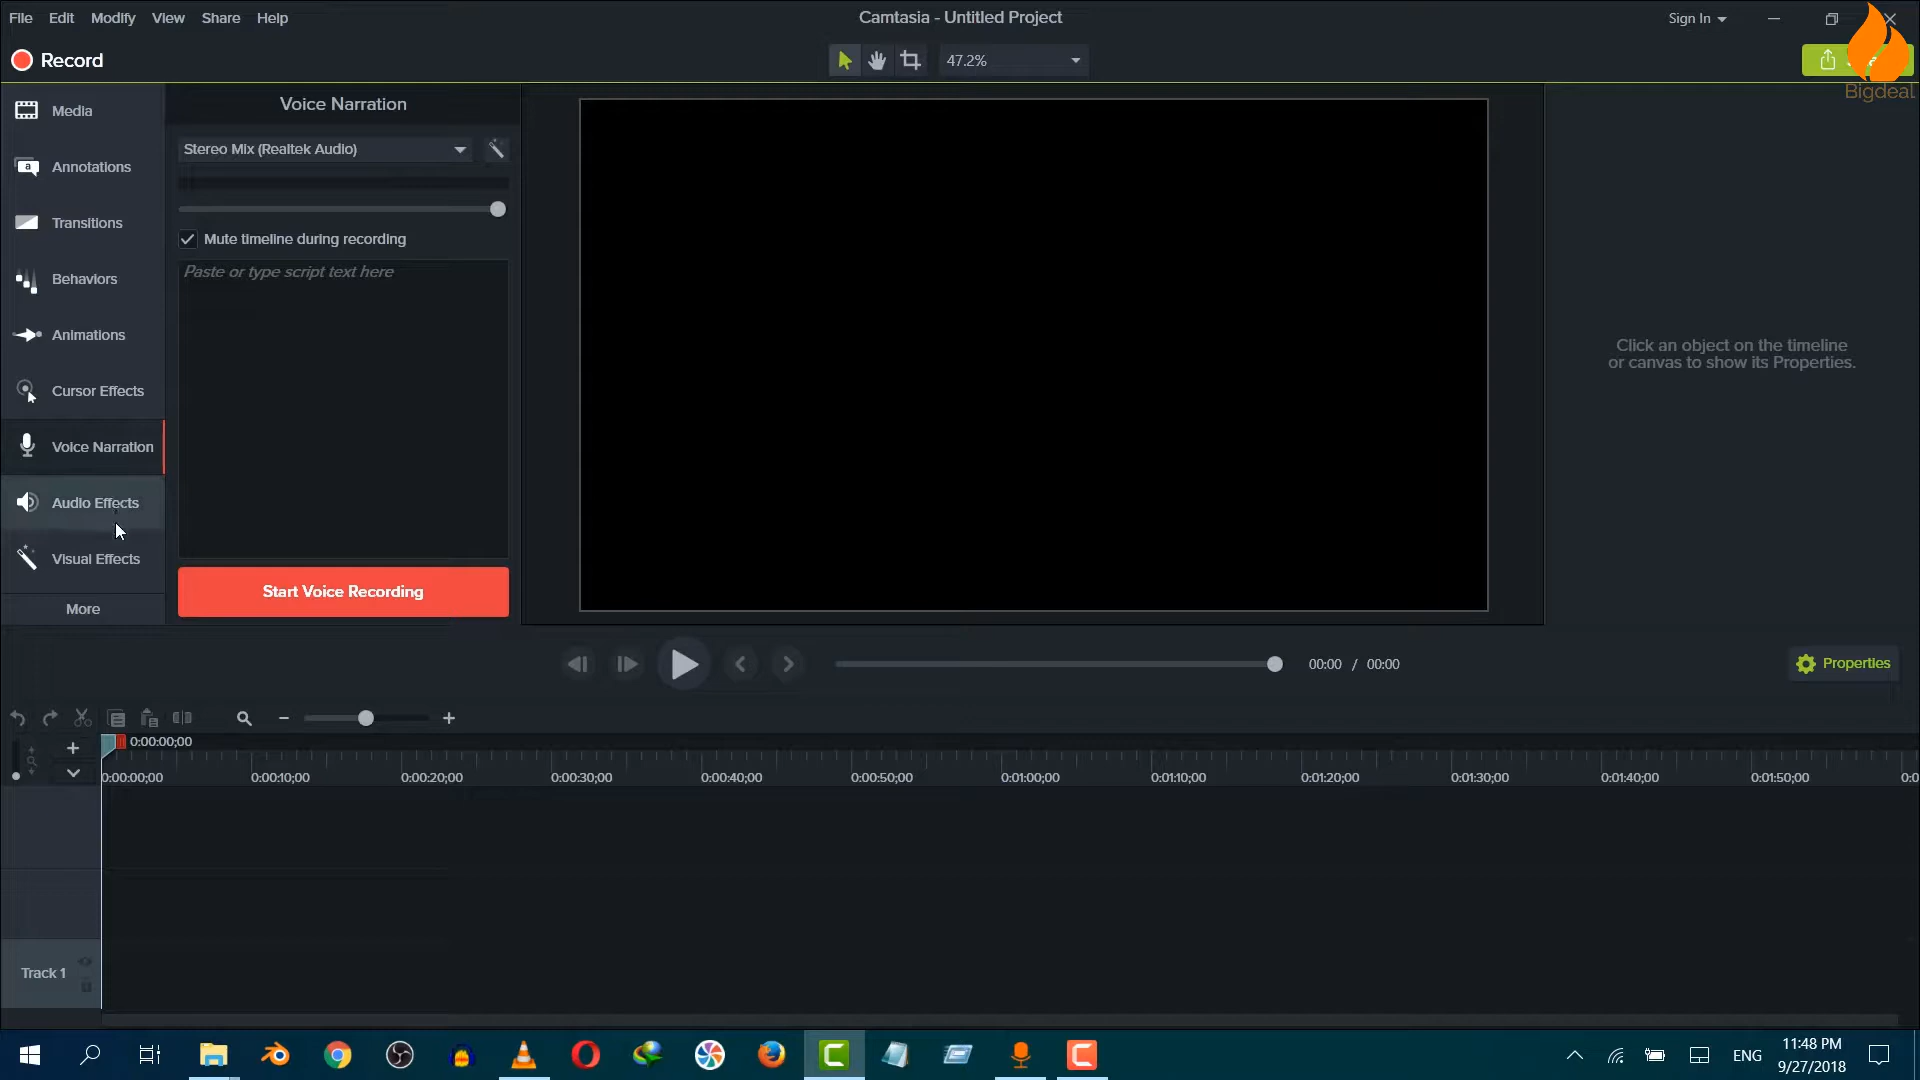 File Edit Modify View Share Help
Camtasia - Untitled Project
Sign In
Record
47.2%
Bigdeal
Media
Annotations
Transitions
Behaviors
Animations
Cursor Effects
Voice Narration
Audio Effects
Visual Effects
More
Voice Narration
Stereo Mix (Realtek Audio)
Mute timeline during recording
Paste or type script text here
Start Voice Recording
Click an object on the timeline
or canvas to show its Properties.
00:00 / 00:00
Properties
0:00:00;00
0:00:00;00 0:00:10;00 0:00:20;00 0:00:30;00 0:00:40;00 0:00:50;00 0:01:00;00 0:01:10;00 0:01:20;00 0:01:30;00 0:01:40;00 0:01:50;00 0:0
Track 1
ENG
11:48 PM
9/27/2018